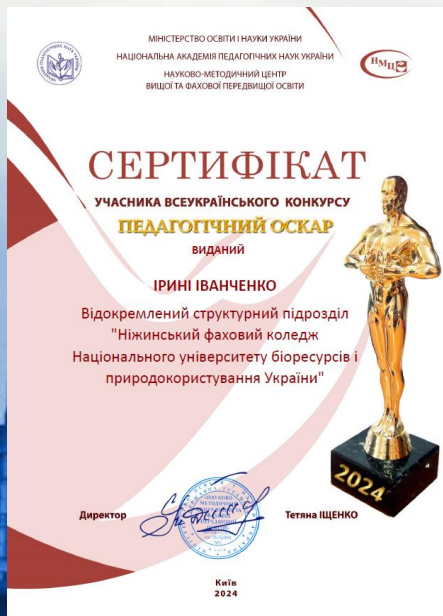 МІНІСТЕРСТВО ОСВІТИ І НАУКИ УКРАЇНИ
НАЦІОНАЛЬНА АКАДЕМІЯ ПЕДАГОГІЧНИХ НАУК УКРАЇНИ
НАУКОВО-МЕТОДИЧНИЙ ЦЕНТР
ВИЩОЇ ТА ФАХОВОЇ ПЕРЕДВИЩОЇ ОСВІТИ
НМЦ
СЕРТИФІКАТ
УЧАСНИКА ВСЕУКРАЇНСЬКОГО КОНКУРСУ
ПЕДАГОГІЧНИЙ ОСКАР
ВИДАНИЙ
ІРИНІ ІВАНЧЕНКО
Відокремлений структурний підрозділ
"Ніжинський фаховий коледж
Національного університету біоресурсів і
природокористування України"
2024
Директор
Тетяна ІЩЕНКО
Київ
2024